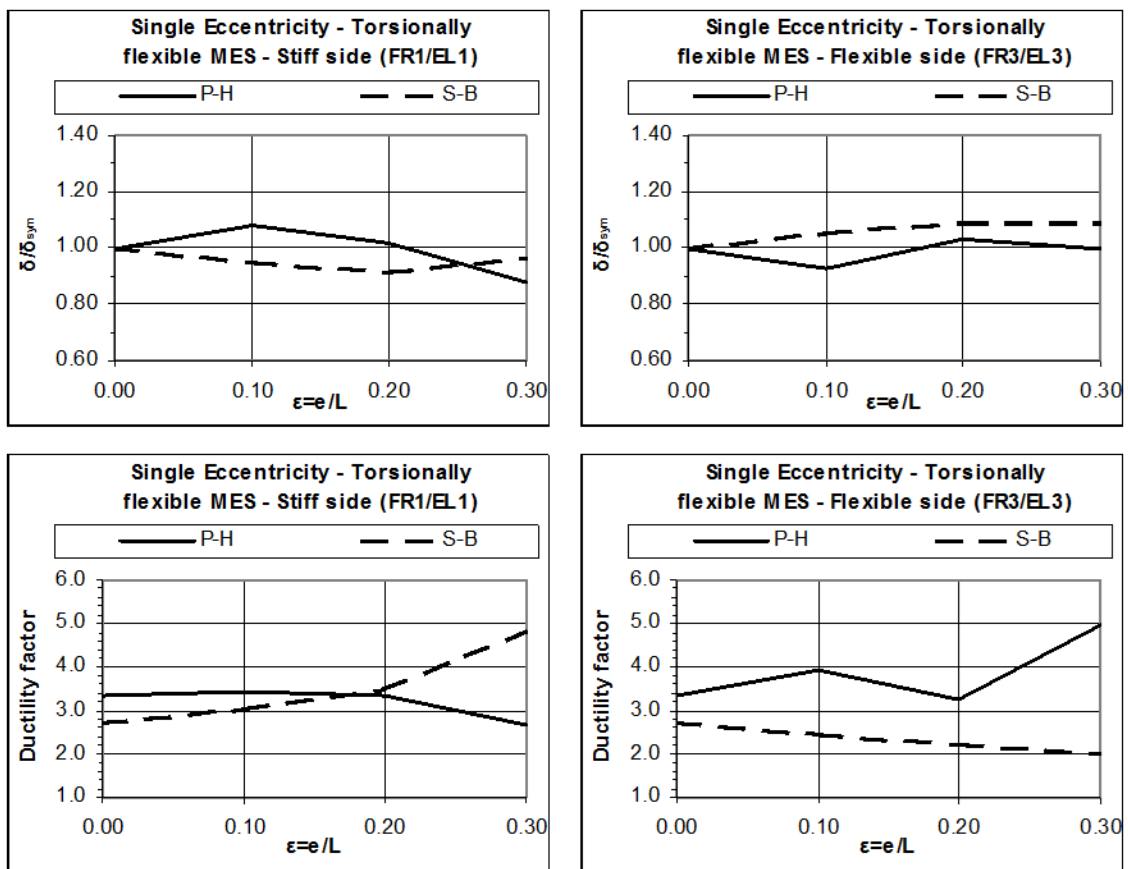 Single Eccentricity - Torsionally
flexible MES - Stiff side (FR1/EL1)
P-H S-B
1.40
1.20
1.00
0.80
0.60
δ/δsym
0.00 0.10 0.20 0.30
ε=e/L
Single Eccentricity - Torsionally
flexible MES - Flexible side (FR3/EL3)
P-H S-B
1.40
1.20
1.00
0.80
0.60
δ/δsym
0.00 0.10 0.20 0.30
ε=e/L
Single Eccentricity - Torsionally
flexible MES - Stiff side (FR1/EL1)
P-H S-B
6.0
5.0
4.0
3.0
2.0
1.0
Ductility factor
0.00 0.10 0.20 0.30
ε=e/L
Single Eccentricity - Torsionally
flexible MES - Flexible side (FR3/EL3)
P-H S-B
6.0
5.0
4.0
3.0
2.0
1.0
Ductility factor
0.00 0.10 0.20 0.30
ε=e/L